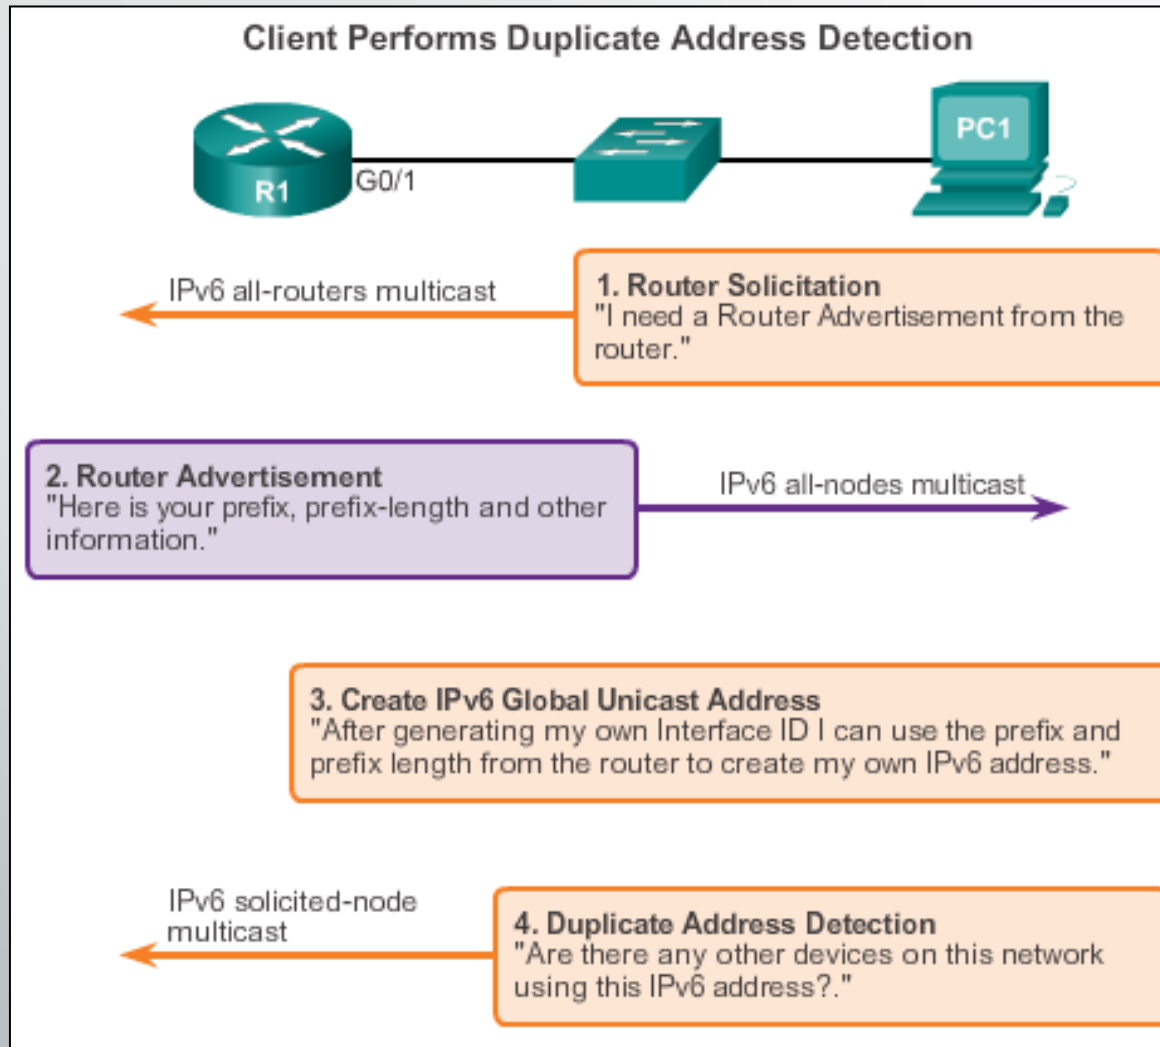 Client Performs Duplicate Address Detection
PC1
G0/1
R1
IPv6 all-routers multicast
1. Router Solicitation
"I need a Router Advertisement from the
router."
2. Router Advertisement
"Here is your prefix, prefix-length and other
information."
IPv6 all-nodes multicast
3. Create IPv6 Global Unicast Address
"After generating my own Interface ID I can use the prefix and
prefix length from the router to create my own IPv6 address."
IPv6 solicited-node
multicast
4. Duplicate Address Detection
"Are there any other devices on this network
using this IPv6 address?."